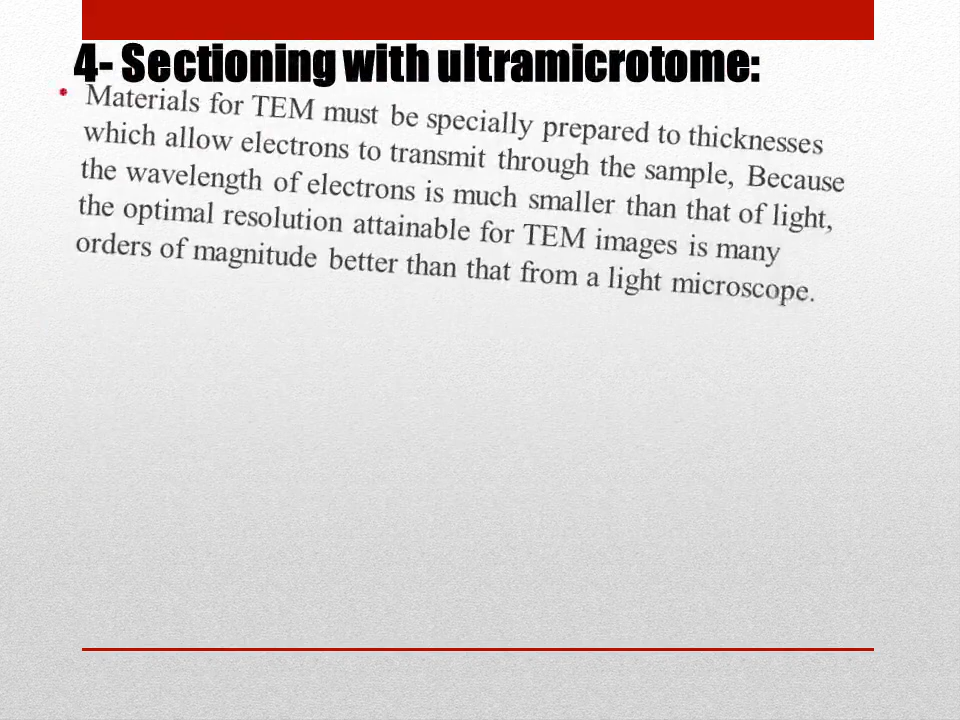 4- Sectioning with ultramicrotome:
• Materials for TEM must be specially prepared to thicknesses
which allow electrons to transmit through the sample, Because
the wavelength of electrons is much smaller than that of light,
the optimal resolution attainable for TEM images is many
orders of magnitude better than that from a light microscope.